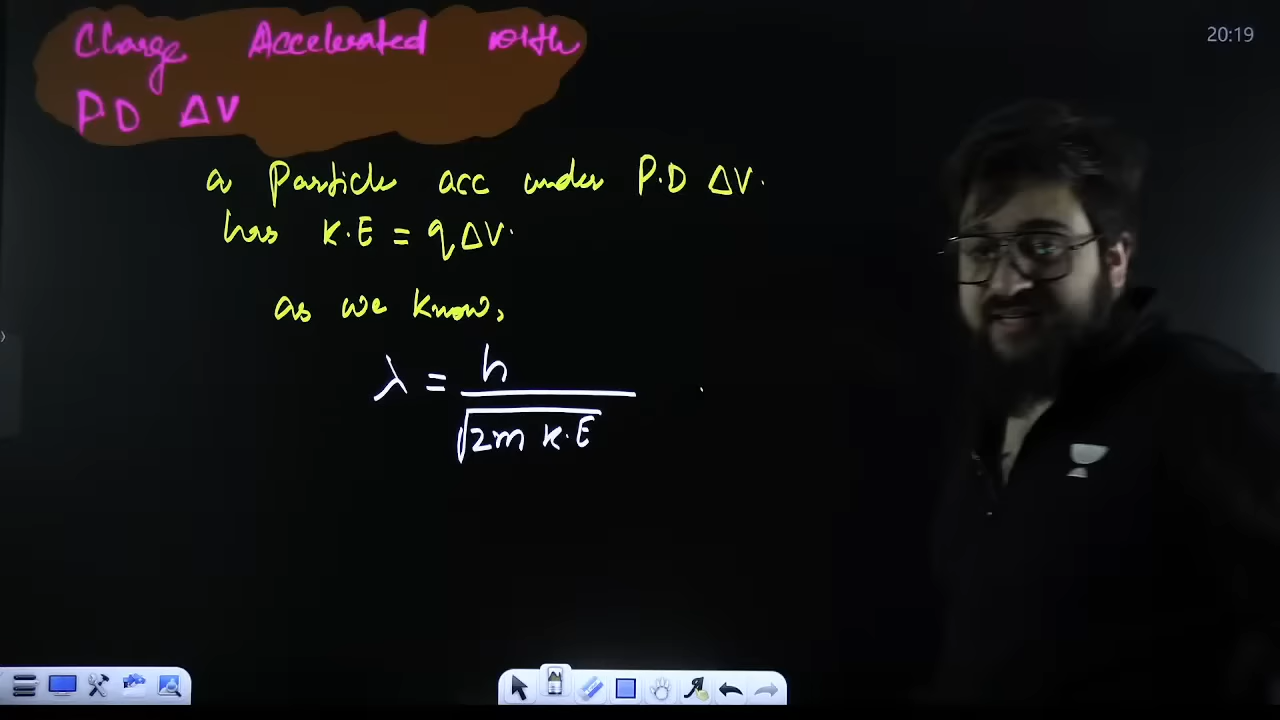 Charge Accelerated with
P.D ΔV
20:19
a Particle acc under P.D ΔV.
has K.E = qΔV.
as we know,
λ = h / √2m K.E